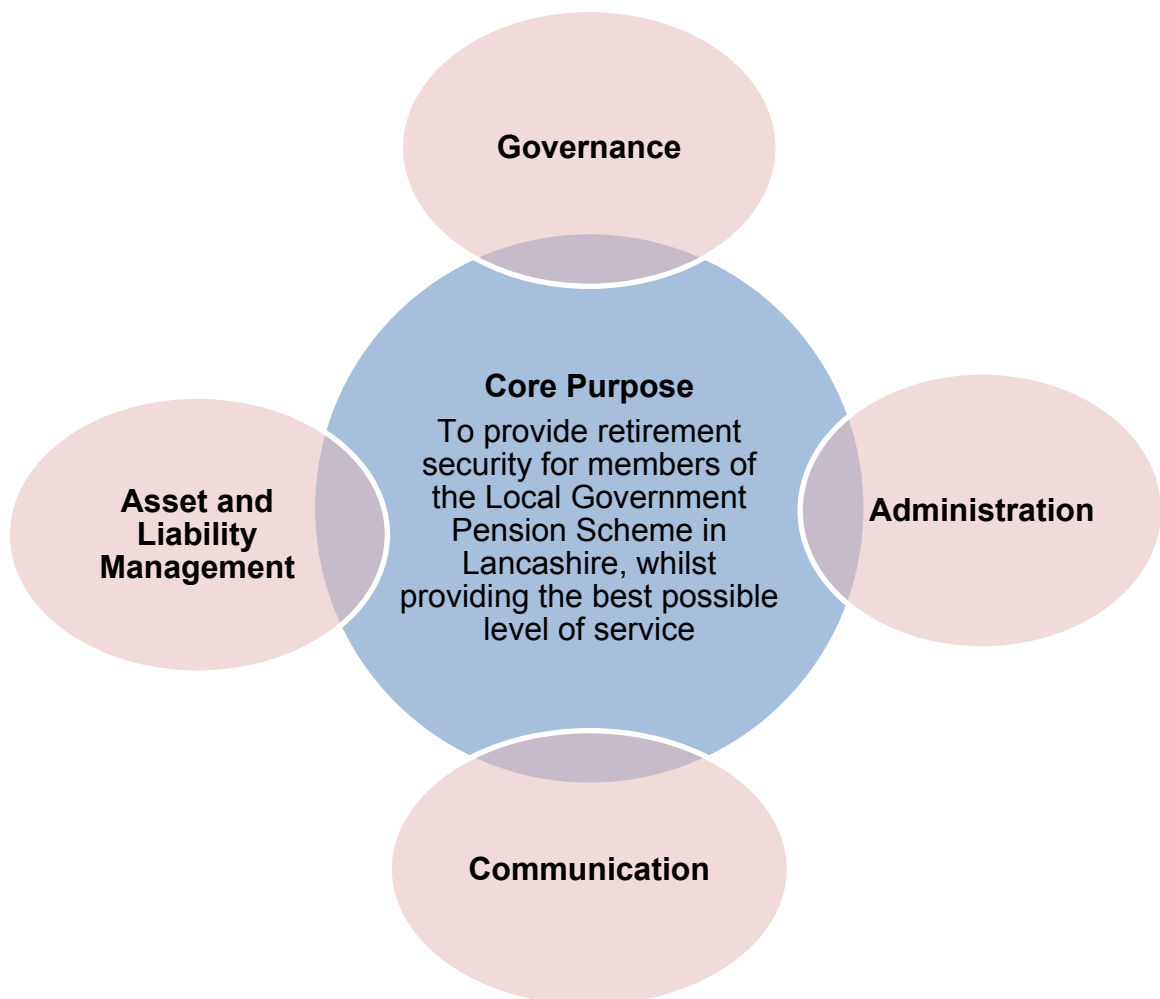 Governance
Core Purpose
To provide retirement
security for members of
the Local Government
Pension Scheme in
Lancashire, whilst
providing the best possible
level of service
Asset and
Liability
Management
Administration
Communication